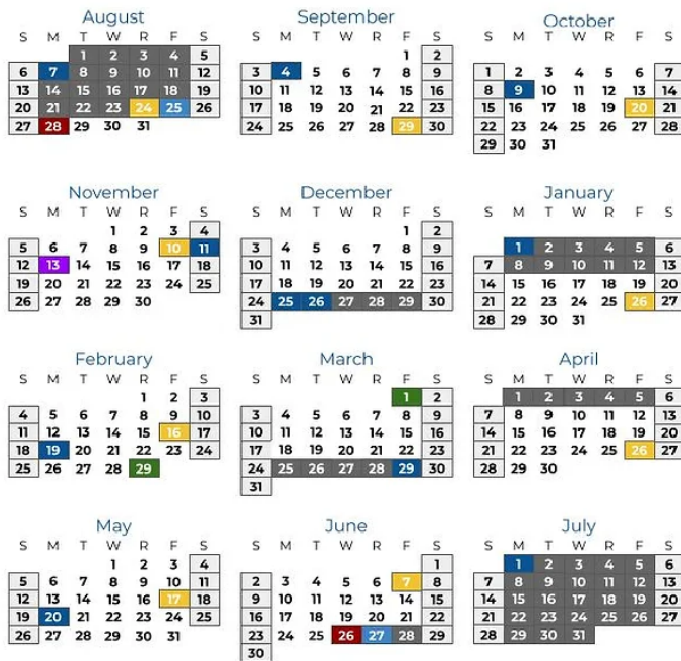 August
S M T W R F S
1 2 3 4 5
6 7 8 9 10 11 12
13 14 15 16 17 18 19
20 21 22 23 24 25 26
27 28 29 30 31
September
S M T W R F S
1 2
3 4 5 6 7 8 9
10 11 12 13 14 15 16
17 18 19 20 21 22 23
24 25 26 27 28 29 30
October
S M T W R F S
1 2 3 4 5 6 7
8 9 10 11 12 13 14
15 16 17 18 19 20 21
22 23 24 25 26 27 28
29 30 31
November
S M T W R F S
1 2 3 4
5 6 7 8 9 10 11
12 13 14 15 16 17 18
19 20 21 22 23 24 25
26 27 28 29 30
December
S M T W R F S
1 2
3 4 5 6 7 8 9
10 11 12 13 14 15 16
17 18 19 20 21 22 23
24 25 26 27 28 29 30
31
January
S M T W R F S
1 2 3 4 5 6
7 8 9 10 11 12 13
14 15 16 17 18 19 20
21 22 23 24 25 26 27
28 29 30 31
February
S M T W R F S
1 2 3
4 5 6 7 8 9 10
11 12 13 14 15 16 17
18 19 20 21 22 23 24
25 26 27 28 29
March
S M T W R F S
1 2
3 4 5 6 7 8 9
10 11 12 13 14 15 16
17 18 19 20 21 22 23
24 25 26 27 28 29 30
31
April
S M T W R F S
1 2 3 4 5 6
7 8 9 10 11 12 13
14 15 16 17 18 19 20
21 22 23 24 25 26 27
28 29 30
May
S M T W R F S
1 2 3 4
5 6 7 8 9 10 11
12 13 14 15 16 17 18
19 20 21 22 23 24 25
26 27 28 29 30 31
June
S M T W R F S
1
2 3 4 5 6 7 8
9 10 11 12 13 14 15
16 17 18 19 20 21 22
23 24 25 26 27 28 29
30
July
S M T W R F S
1 2 3 4 5 6
7 8 9 10 11 12 13
14 15 16 17 18 19 20
21 22 23 24 25 26 27
28 29 30 31